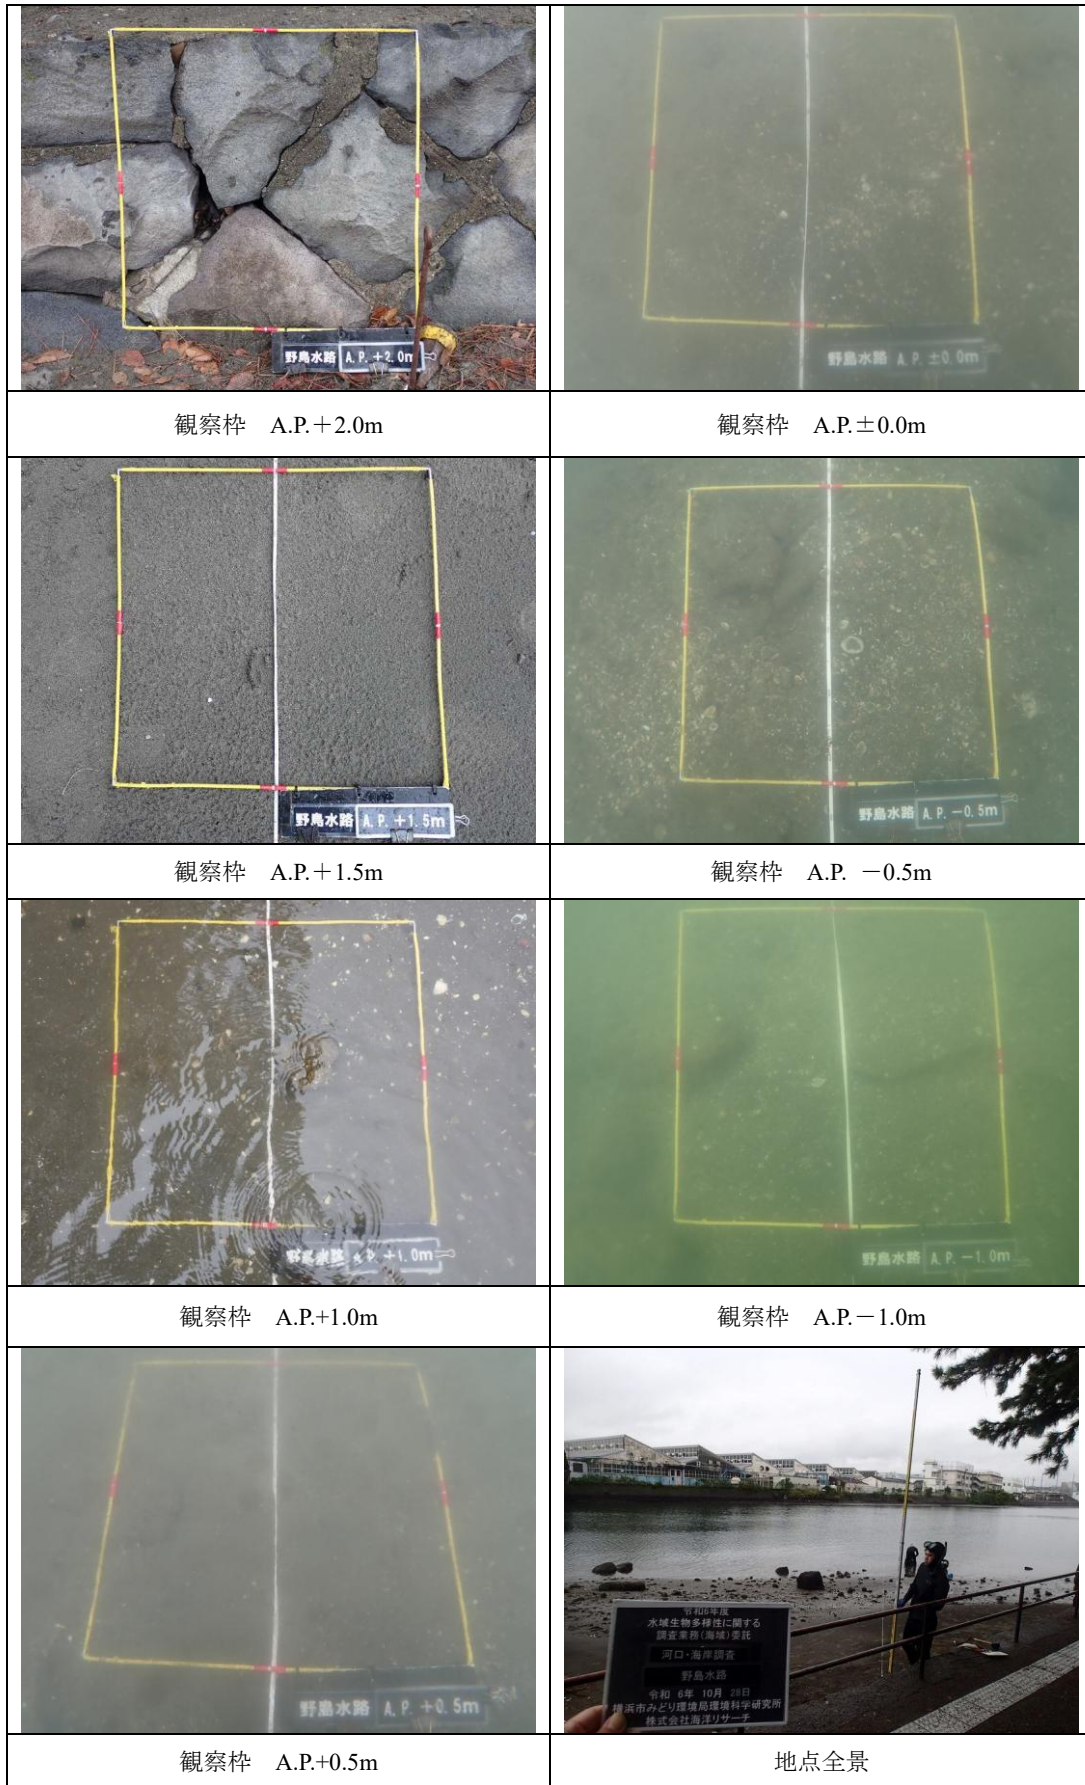 野島水路 A.P.+2.0m
野島水路 A.P.±0.0m
観察枠 A.P.＋2.0m
観察枠 A.P.±0.0m
野島水路 A.P.+1.5m
野島水路 A.P.-0.5m
観察枠 A.P.＋1.5m
観察枠 A.P. －0.5m
野島水路 A.P.+1.0m
野島水路 A.P.-1.0m
観察枠 A.P.+1.0m
観察枠 A.P.－1.0m
野島水路 A.P.+0.5m
令和6年度
水域生物多様性に関する
調査業務(海域)委託
河口・海岸調査
野島水路
令和 6年 10月 28日
横浜市みどり環境局環境科学研究所
株式会社海洋リサーチ
観察枠 A.P.+0.5m
地点全景